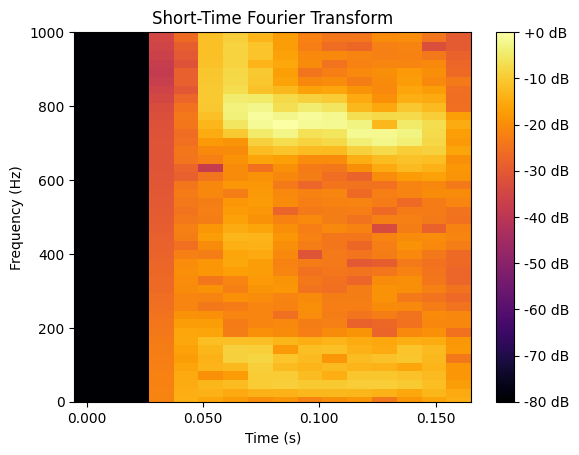 Short-Time Fourier Transform
1000
800
600
400
200
0
Frequency (Hz)
0.000
0.050
0.100
0.150
Time (s)
+0 dB
-10 dB
-20 dB
-30 dB
-40 dB
-50 dB
-60 dB
-70 dB
-80 dB